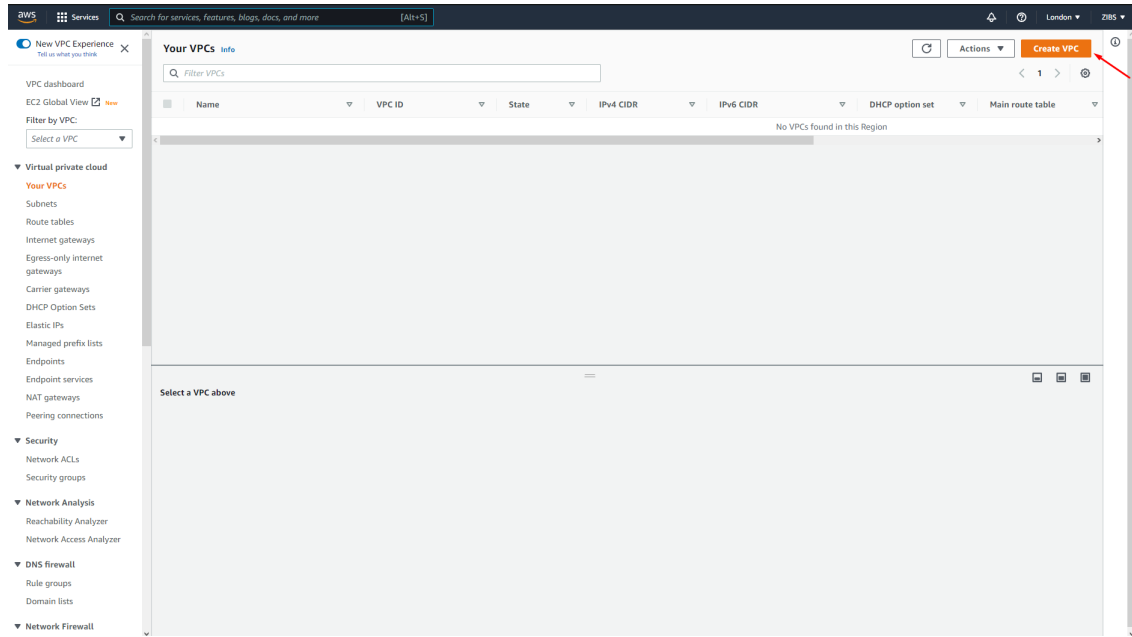 aws
Services
Search for services, features, blogs, docs, and more
[Alt+S]
London
ZIBS
New VPC Experience
Tell us what you think
VPC dashboard
EC2 Global View New
Filter by VPC:
Select a VPC
Virtual private cloud
Your VPCs
Subnets
Route tables
Internet gateways
Egress-only internet
gateways
Carrier gateways
DHCP Option Sets
Elastic IPs
Managed prefix lists
Endpoints
Endpoint services
NAT gateways
Peering connections
Security
Network ACLs
Security groups
Network Analysis
Reachability Analyzer
Network Access Analyzer
DNS firewall
Rule groups
Domain lists
Network Firewall
Your VPCs Info
Actions
Create VPC
Filter VPCs
1
Name VPC ID State IPv4 CIDR IPv6 CIDR DHCP option set Main route table
No VPCs found in this Region
Select a VPC above